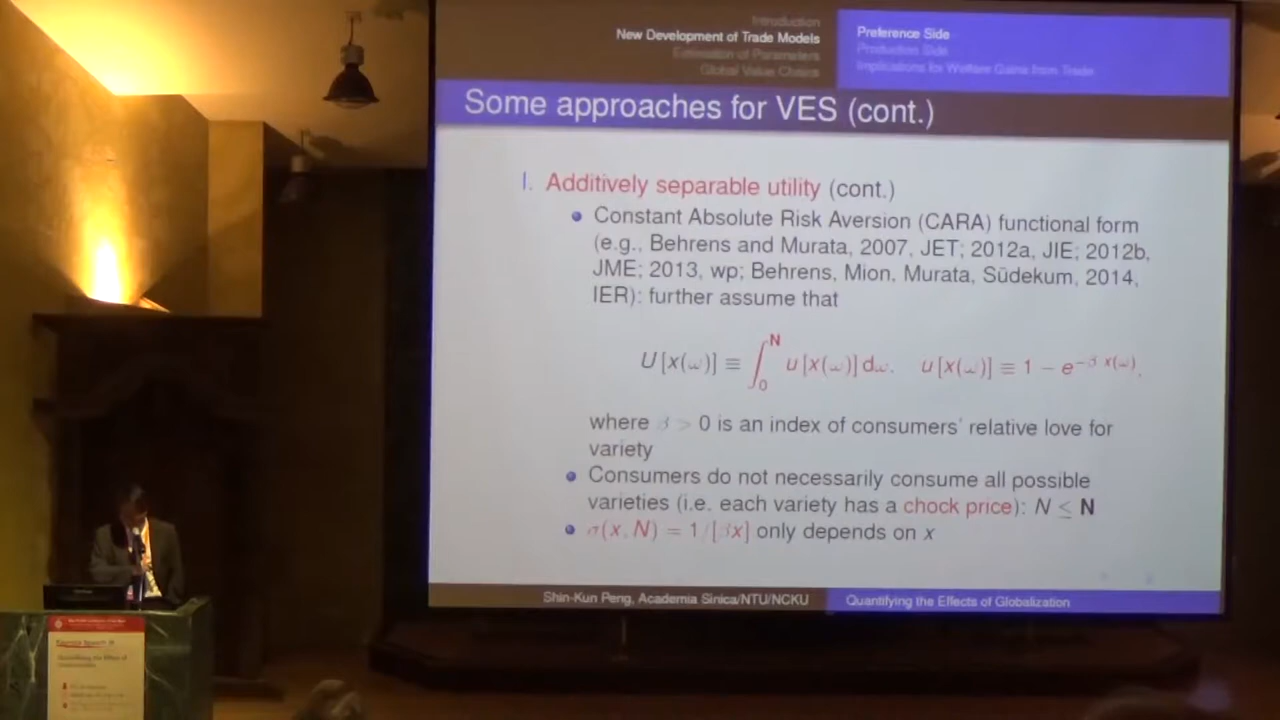 Introduction
New Development of Trade Models
Estimation of Parameters
Global Value Chains
Preference Side
Production Side
Implications for Welfare Gains from Trade
Some approaches for VES (cont.)
I. Additively separable utility (cont.)
Constant Absolute Risk Aversion (CARA) functional form
(e.g., Behrens and Murata, 2007, JET; 2012a, JIE; 2012b,
JME; 2013, wp; Behrens, Mion, Murata, Südekum, 2014,
IER): further assume that
U[x(ω)] ≡ ∫₀ᴺ u[x(ω)]dω. u[x(ω)] ≡ 1 − e^{−β x(ω)},
where β > 0 is an index of consumers' relative love for
variety
Consumers do not necessarily consume all possible
varieties (i.e. each variety has a chock price): N ≤ N
σ(x, N) = 1/[βx] only depends on x
Shin-Kun Peng, Academia Sinica/NTU/NCKU
Quantifying the Effects of Globalization